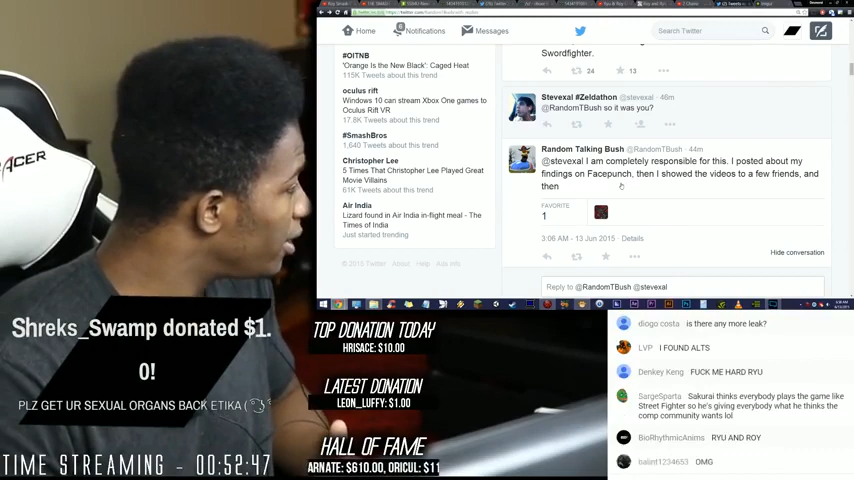 Home
Notifications
Messages
Search Twitter
#OITNB
'Orange Is the New Black': Caged Heat
115K Tweets about this trend
oculus rift
Windows 10 can stream Xbox One games to
Oculus Rift VR
17.8K Tweets about this trend
#SmashBros
1,640 Tweets about this trend
Christopher Lee
5 Times That Christopher Lee Played Great
Movie Villains
61K Tweets about this trend
Air India
Lizard found in Air India in-flight meal - The
Times of India
Just started trending
© 2015 Twitter About Help Ads info
Swordfighter.
24 13
Stevexal #Zeldathon @stevexal · 46m
@RandomTBush so it was you?
Random Talking Bush @RandomTBush · 44m
@stevexal I am completely responsible for this. I posted about my
findings on Facepunch, then I showed the videos to a few friends, and
then
FAVORITE
1
3:06 AM - 13 Jun 2015 · Details
Hide conversation
Reply to @RandomTBush @stevexal
RACER
Shreks_Swamp donated $1.
0!
PLZ GET UR SEXUAL ORGANS BACK ETIKA
TIME STREAMING - 00:52:47
TOP DONATION TODAY
HRISACE: $10.00
LATEST DONATION
LEON_LUFFY: $1.00
HALL OF FAME
ARNATE: $610.00, ORICUL: $11
diogo costa is there any more leak?
LVP I FOUND ALTS
Denkey Keng FUCK ME HARD RYU
SargeSparta Sakurai thinks everybody plays the game like
Street Fighter so he's giving everybody what he thinks the
comp community wants lol
BioRhythmicAnims RYU AND ROY
balint1234653 OMG